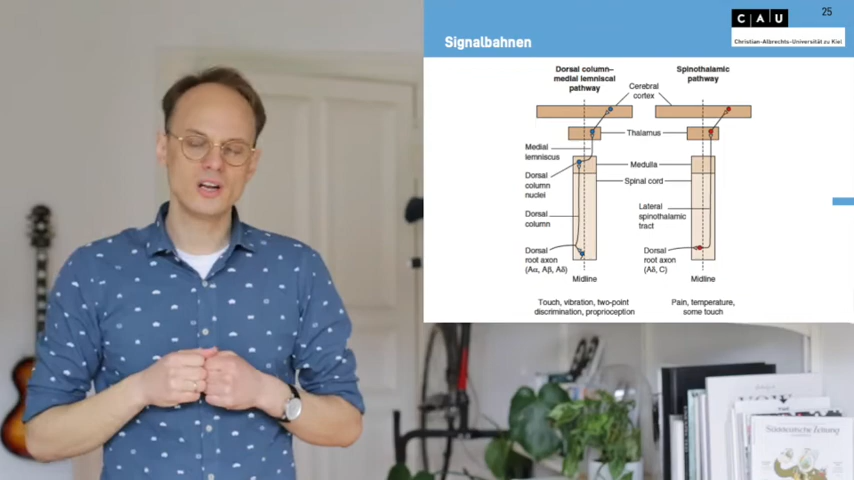 25
C A U
Christian-Albrechts-Universität zu Kiel
Signalbahnen
Dorsal column–
medial lemniscal
pathway
Spinothalamic
pathway
Cerebral
cortex
Thalamus
Medial
lemniscus
Medulla
Dorsal
column
nuclei
Spinal cord
Dorsal
column
Lateral
spinothalamic
tract
Dorsal
root axon
(Aα, Aβ, Aδ)
Dorsal
root axon
(Aδ, C)
Midline
Midline
Touch, vibration, two-point
discrimination, proprioception
Pain, temperature,
some touch
Süddeutsche Zeitung